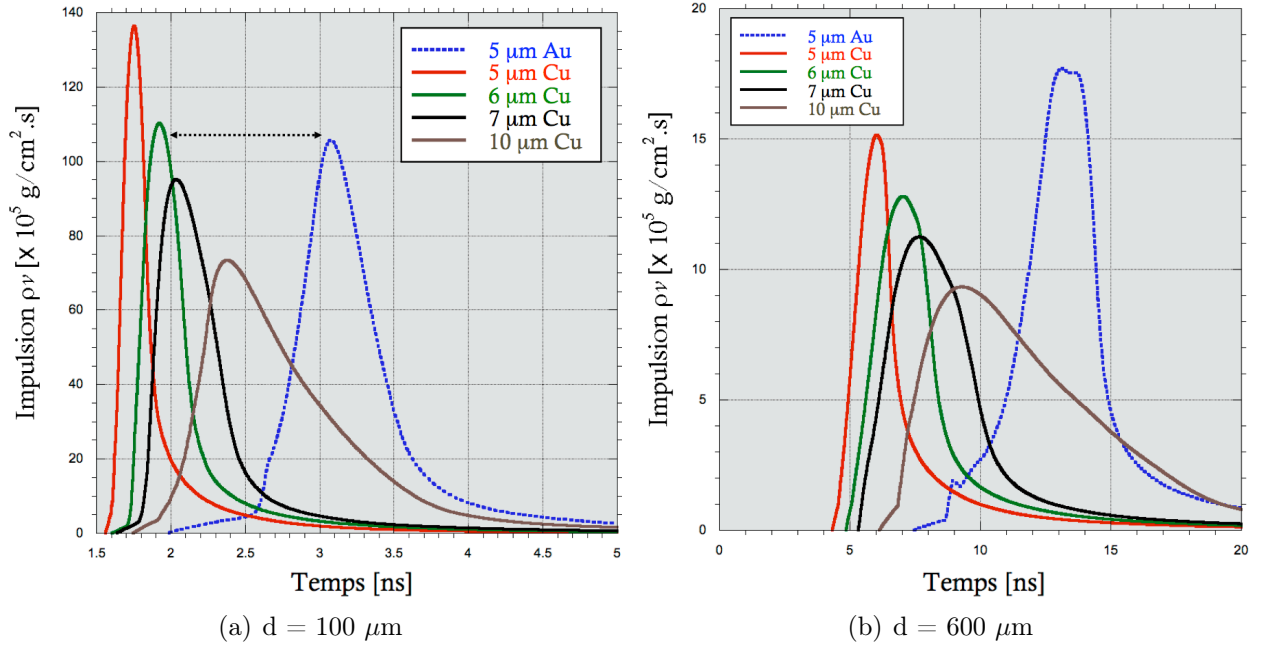 140
120
100
80
60
40
20
0
Impulsion ρν [x 10⁵ g/cm².s]
5 µm Au
5 µm Cu
6 µm Cu
7 µm Cu
10 µm Cu
1.5 2 2.5 3 3.5 4 4.5 5
Temps [ns]
(a) d = 100 µm
20
15
10
5
0
Impulsion ρν [x 10⁵ g/cm².s]
5 µm Au
5 µm Cu
6 µm Cu
7 µm Cu
10 µm Cu
0 5 10 15 20
Temps [ns]
(b) d = 600 µm